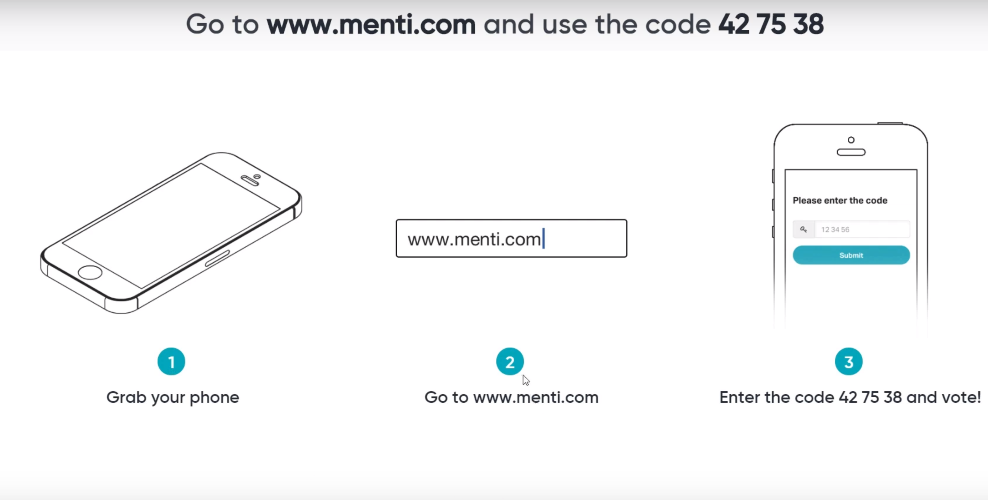 Go to www.menti.com and use the code 42 75 38
www.menti.com
Please enter the code
12 34 56
Submit
1
2
3
Grab your phone
Go to www.menti.com
Enter the code 42 75 38 and vote!